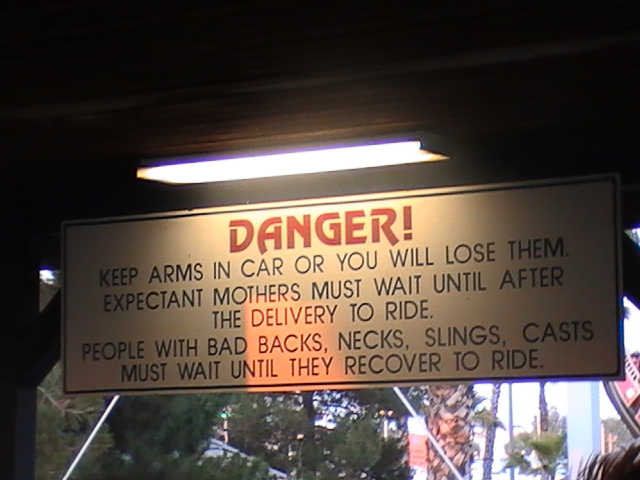 DANGER!
KEEP ARMS IN CAR OR YOU WILL LOSE THEM.
EXPECTANT MOTHERS MUST WAIT UNTIL AFTER
THE DELIVERY TO RIDE.
PEOPLE WITH BAD BACKS, NECKS, SLINGS, CASTS
MUST WAIT UNTIL THEY RECOVER TO RIDE.